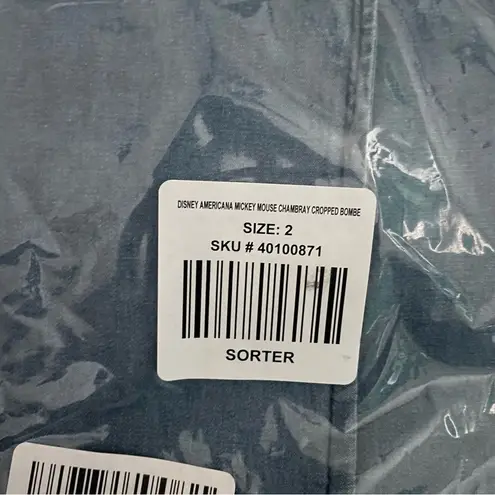 DISNEY AMERICANA MICKEY MOUSE CHAMBRAY CROPPED BOMBE
SIZE: 2
SKU # 40100871
SORTER